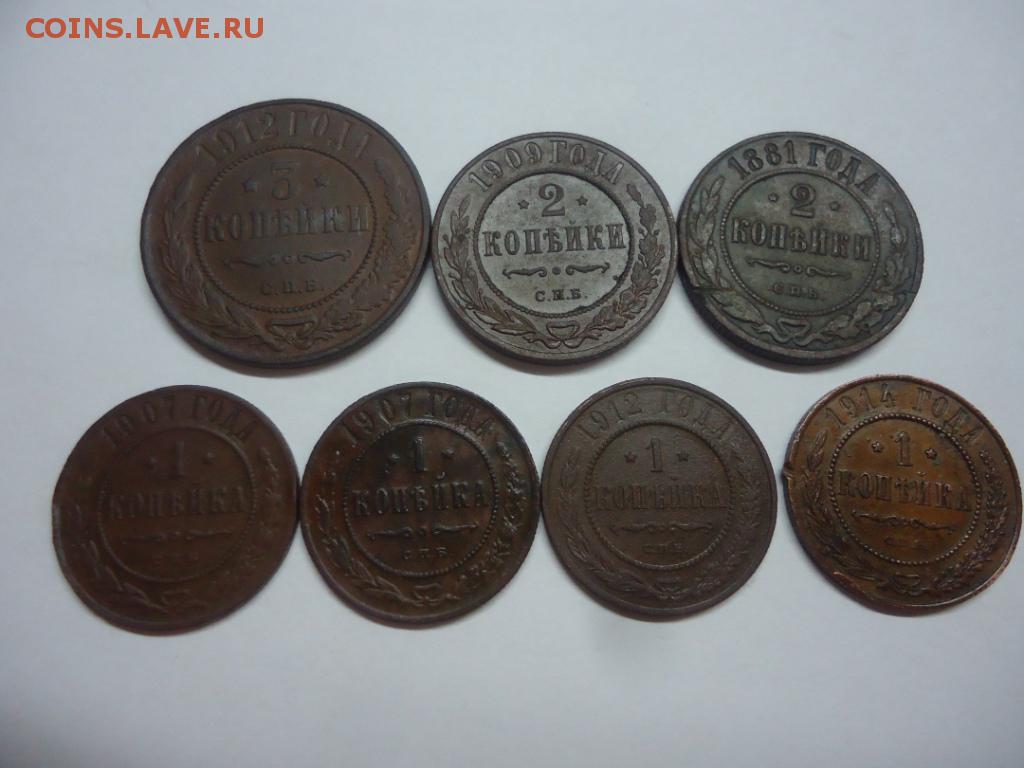 COINS.LAVE.RU
1912 ГОДА
3
КОПѢЙКИ
С.П.Б.
1909 ГОДА
2
КОПѢЙКИ
С.П.Б.
1881 ГОДА
2
КОПѢЙКИ
С.П.Б.
1907 ГОДА
1
КОПѢЙКА
1907 ГОДА
1
КОПѢЙКА
С.П.Б.
1912 ГОДА
1
КОПѢЙКА
С.П.Б.
1914 ГОДА
1
КОПѢЙКА